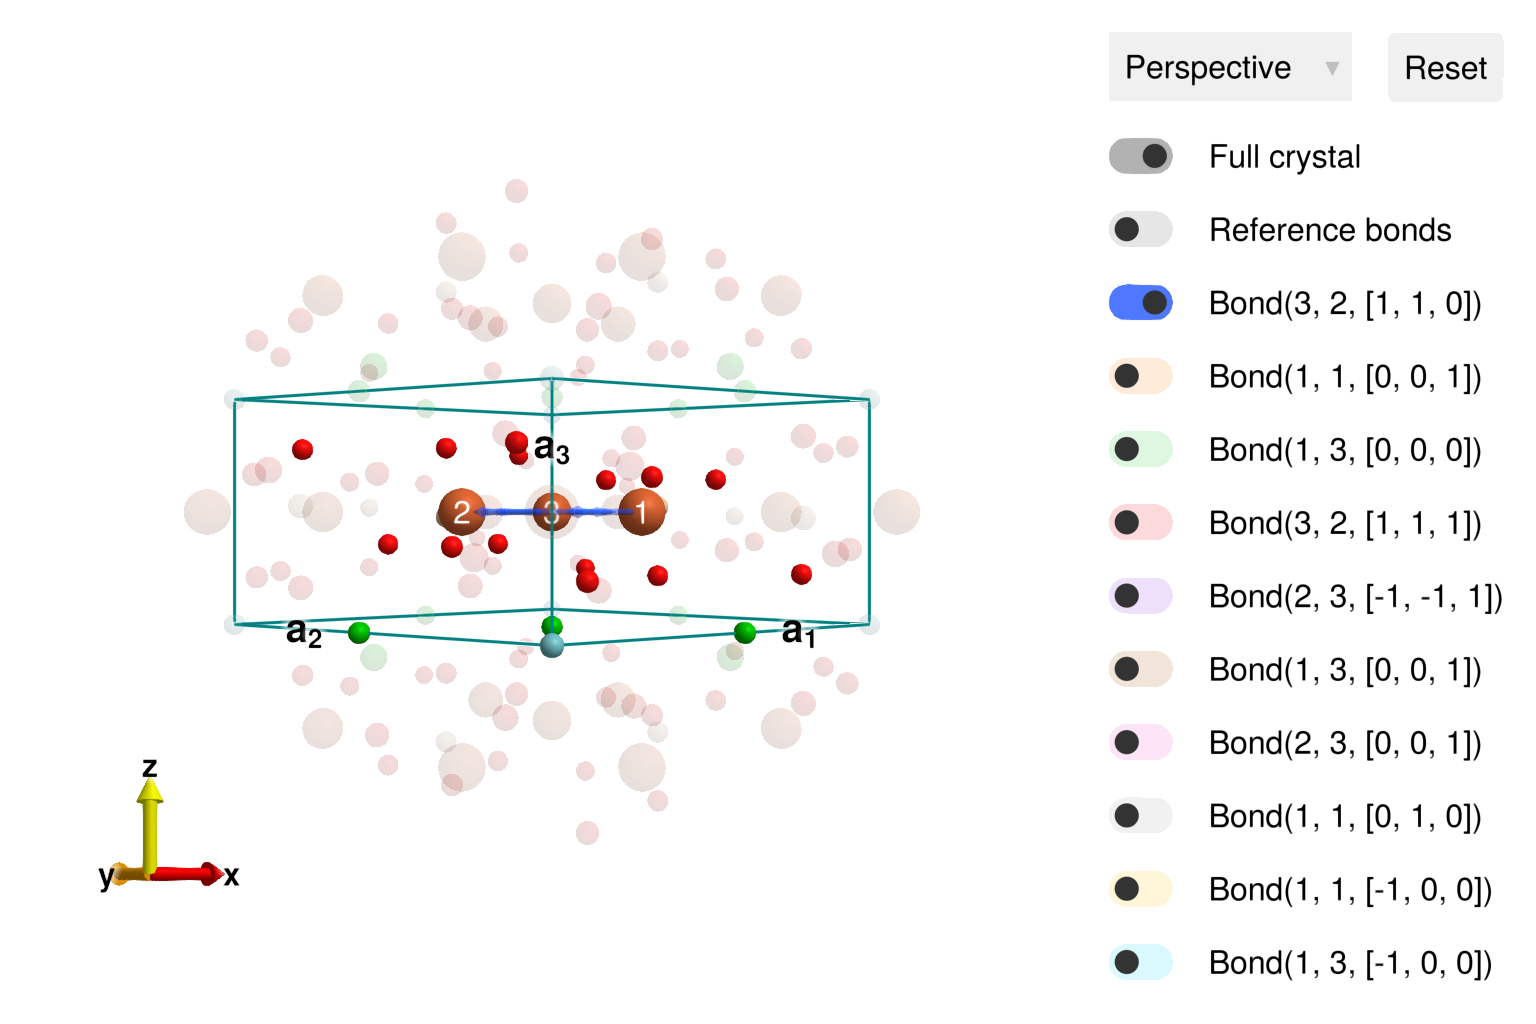 Perspective ▼
Reset
Full crystal
Reference bonds
Bond(3, 2, [1, 1, 0])
Bond(1, 1, [0, 0, 1])
Bond(1, 3, [0, 0, 0])
Bond(3, 2, [1, 1, 1])
Bond(2, 3, [-1, -1, 1])
Bond(1, 3, [0, 0, 1])
Bond(2, 3, [0, 0, 1])
Bond(1, 1, [0, 1, 0])
Bond(1, 1, [-1, 0, 0])
Bond(1, 3, [-1, 0, 0])
a₃
2 3 1
a₂ a₁
z
y x